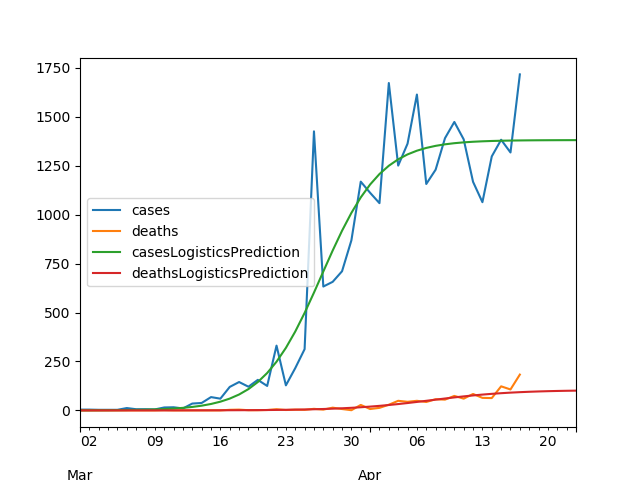 1750
1500
1250
1000
750
500
250
0
cases
deaths
casesLogisticsPrediction
deathsLogisticsPrediction
02 09 16 23 30 06 13 20
Mar Apr